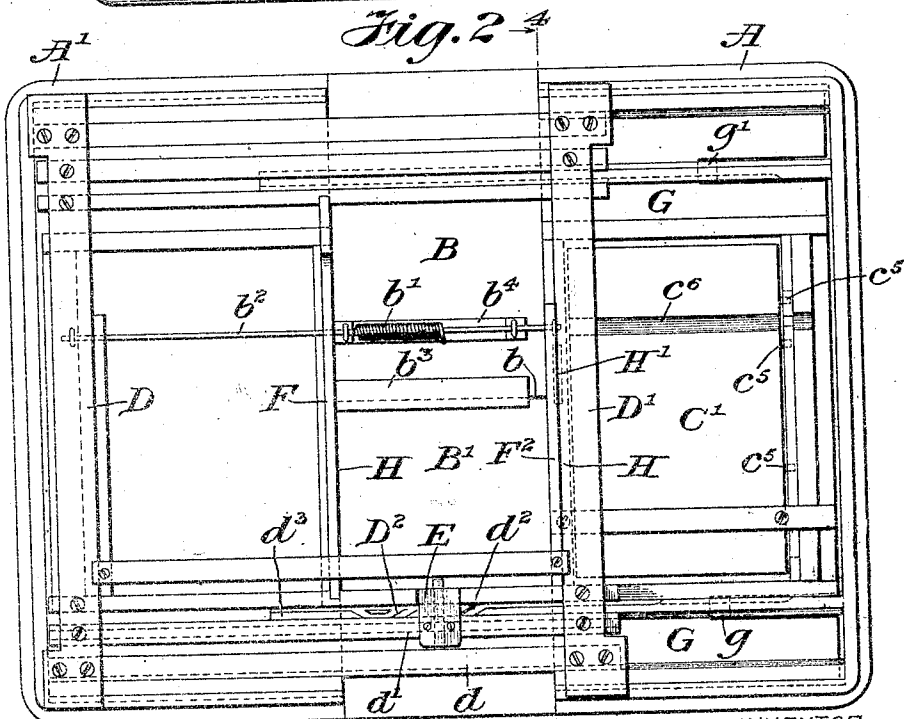 Fig. 2
4
A¹
A
g¹
G
B
c⁵
b²
b¹
b⁴
c⁶
b³
b
H¹
c⁵
D
F
D¹
C¹
H
B¹
F²
H
c⁵
d³
D²
E
d²
G
g
d¹
d